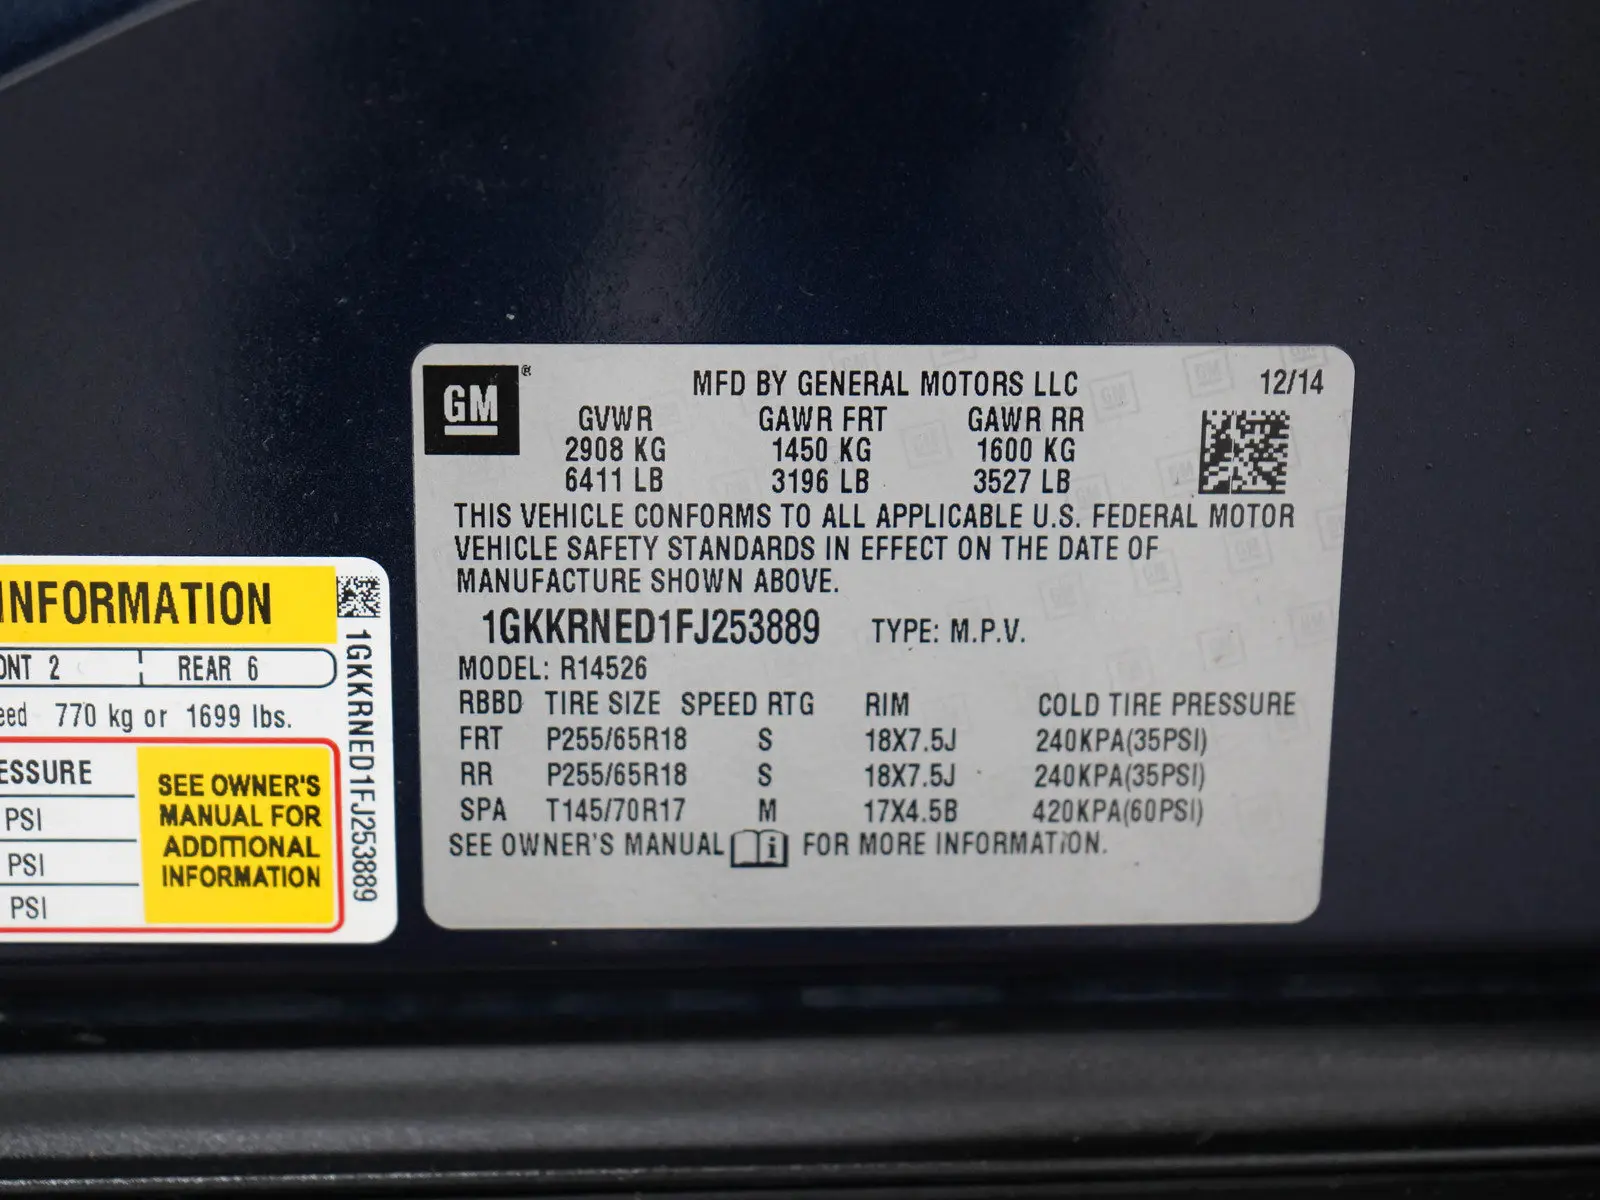 GM ®
MFD BY GENERAL MOTORS LLC 12/14
GVWR GAWR FRT GAWR RR
2908 KG 1450 KG 1600 KG
6411 LB 3196 LB 3527 LB
THIS VEHICLE CONFORMS TO ALL APPLICABLE U.S. FEDERAL MOTOR
VEHICLE SAFETY STANDARDS IN EFFECT ON THE DATE OF
MANUFACTURE SHOWN ABOVE.
1GKKRNED1FJ253889 TYPE: M.P.V.
MODEL: R14526
RBBD TIRE SIZE SPEED RTG RIM COLD TIRE PRESSURE
FRT P255/65R18 S 18X7.5J 240KPA(35PSI)
RR P255/65R18 S 18X7.5J 240KPA(35PSI)
SPA T145/70R17 M 17X4.5B 420KPA(60PSI)
SEE OWNER'S MANUAL i FOR MORE INFORMATION.
INFORMATION
ONT 2 REAR 6
eed 770 kg or 1699 lbs.
ESSURE
PSI
PSI
PSI
SEE OWNER'S
MANUAL FOR
ADDITIONAL
INFORMATION
1GKKRNED1FJ253889